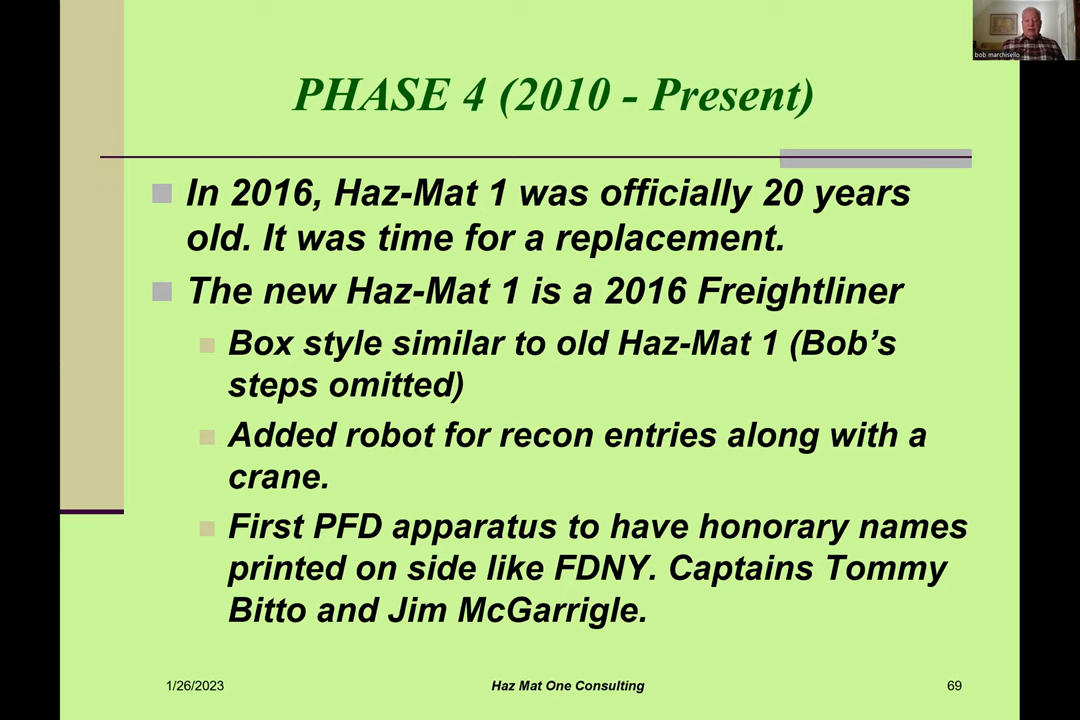 bob marchisello
PHASE 4 (2010 - Present)
In 2016, Haz-Mat 1 was officially 20 years
old. It was time for a replacement.
The new Haz-Mat 1 is a 2016 Freightliner
Box style similar to old Haz-Mat 1 (Bob’s
steps omitted)
Added robot for recon entries along with a
crane.
First PFD apparatus to have honorary names
printed on side like FDNY. Captains Tommy
Bitto and Jim McGarrigle.
1/26/2023
Haz Mat One Consulting
69